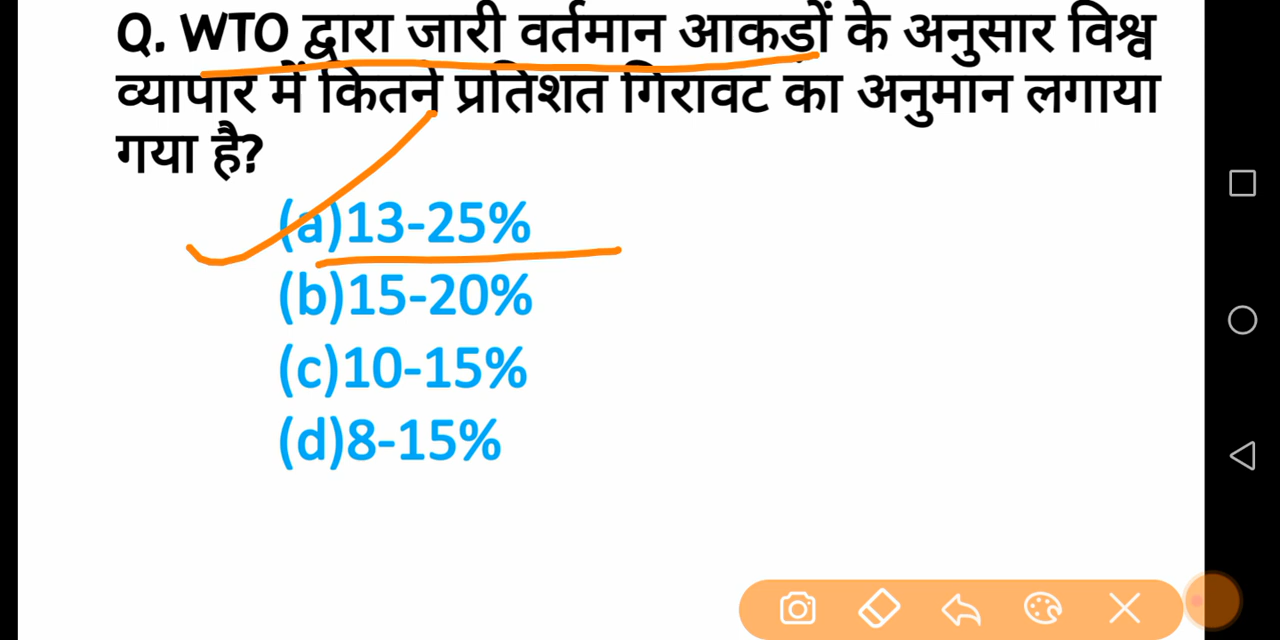 Q. WTO द्वारा जारी वर्तमान आकड़ों के अनुसार विश्व
व्यापार में कितने प्रतिशत गिरावट का अनुमान लगाया
गया है?
(a)13-25%
(b)15-20%
(c)10-15%
(d)8-15%